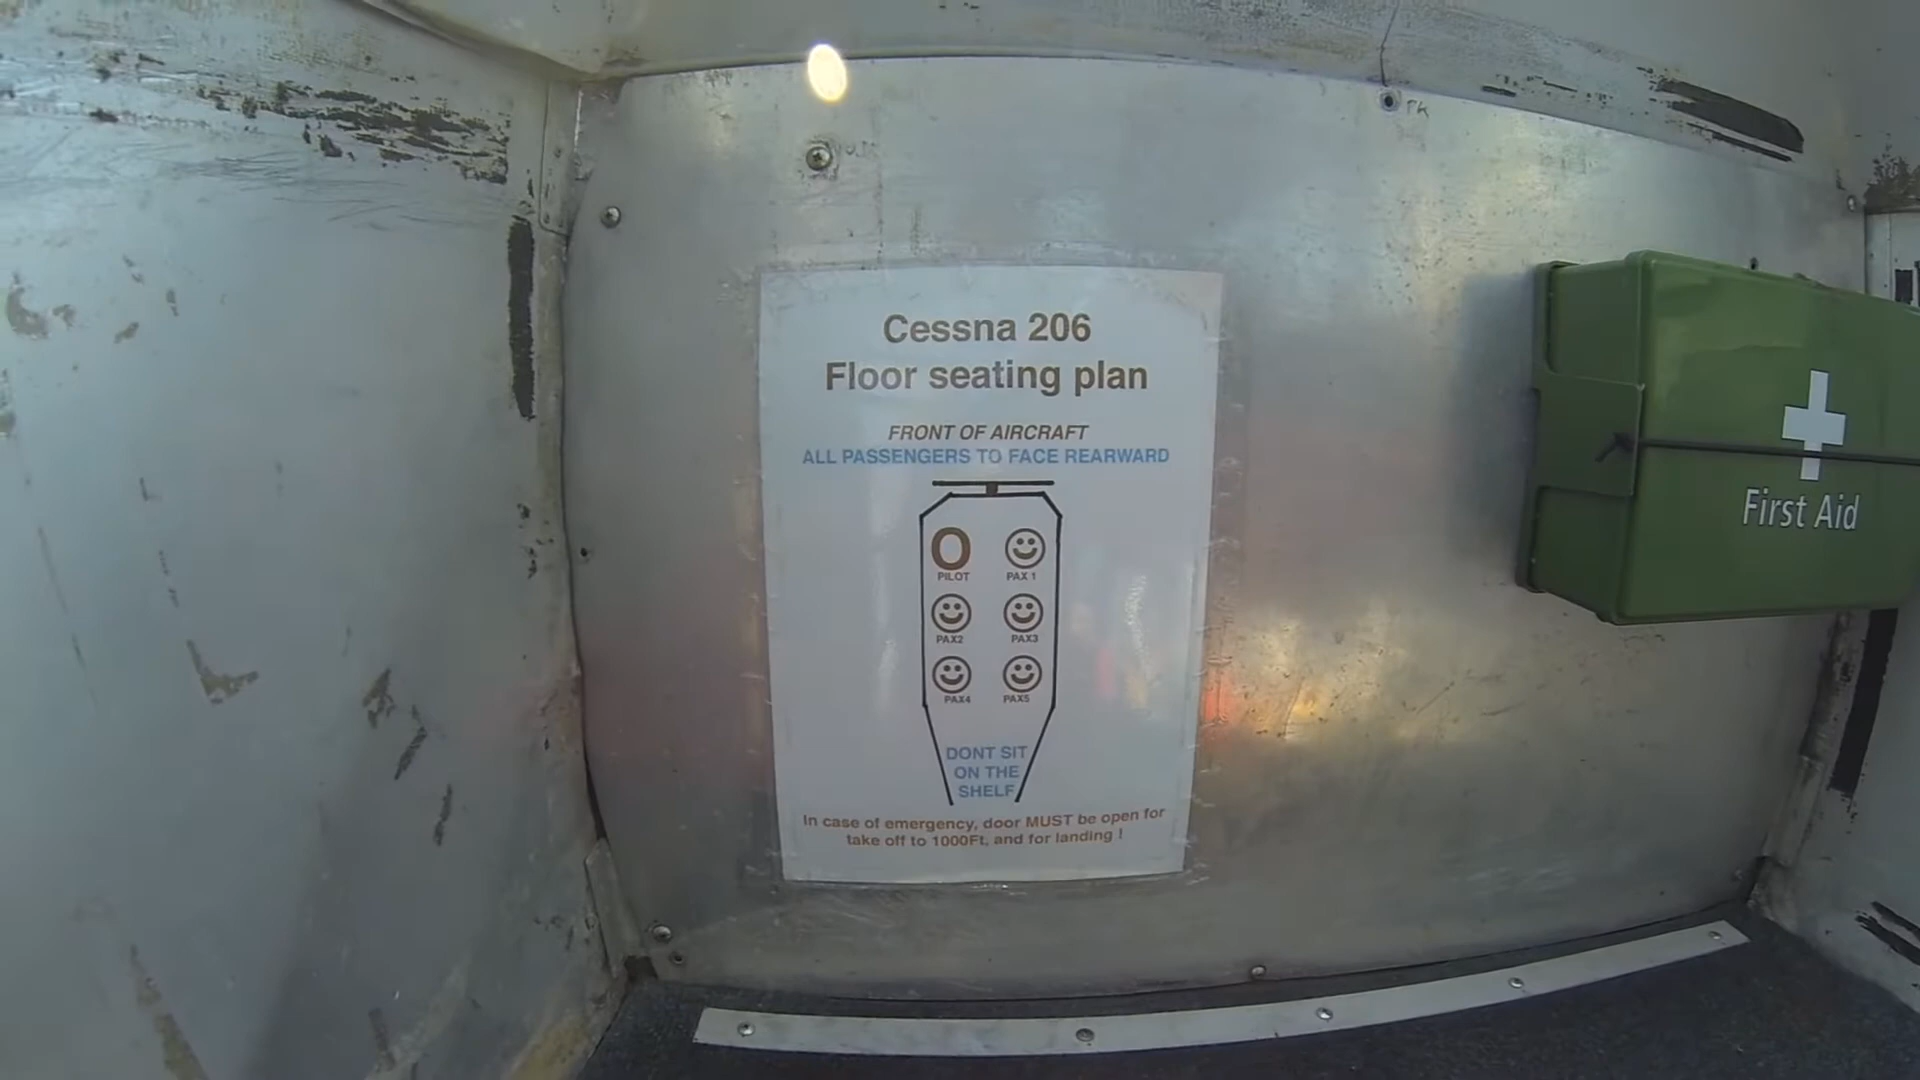 Cessna 206
Floor seating plan
FRONT OF AIRCRAFT
ALL PASSENGERS TO FACE REARWARD
O
PILOT
PAX 1
PAX2
PAX3
PAX4
PAX5
DONT SIT
ON THE
SHELF
In case of emergency, door MUST be open for
take off to 1000Ft, and for landing !
First Aid